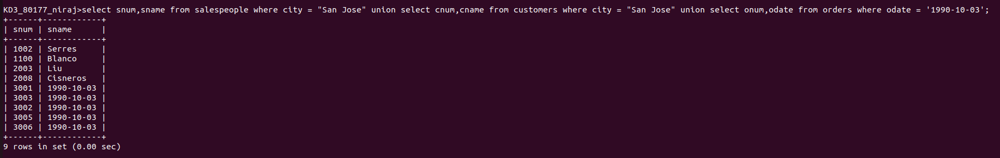 KD3_80177_niraj>select snum,sname from salespeople where city = "San Jose" union select cnum,cname from customers where city = "San Jose" union select onum,odate from orders where odate = '1990-10-03';
+------+------------+
| snum | sname      |
+------+------------+
| 1002 | Serres     |
| 1100 | Blanco     |
| 2003 | Liu        |
| 2008 | Cisneros   |
| 3001 | 1990-10-03 |
| 3003 | 1990-10-03 |
| 3002 | 1990-10-03 |
| 3005 | 1990-10-03 |
| 3006 | 1990-10-03 |
+------+------------+
9 rows in set (0.00 sec)